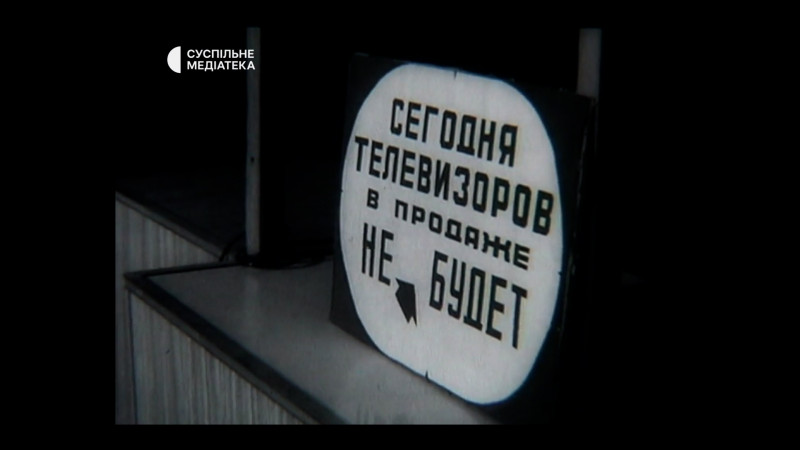 СУСПІЛЬНЕ
МЕДІАТЕКА
СЕГОДНЯ
ТЕЛЕВИЗОРОВ
В ПРОДАЖЕ
НЕ БУДЕТ